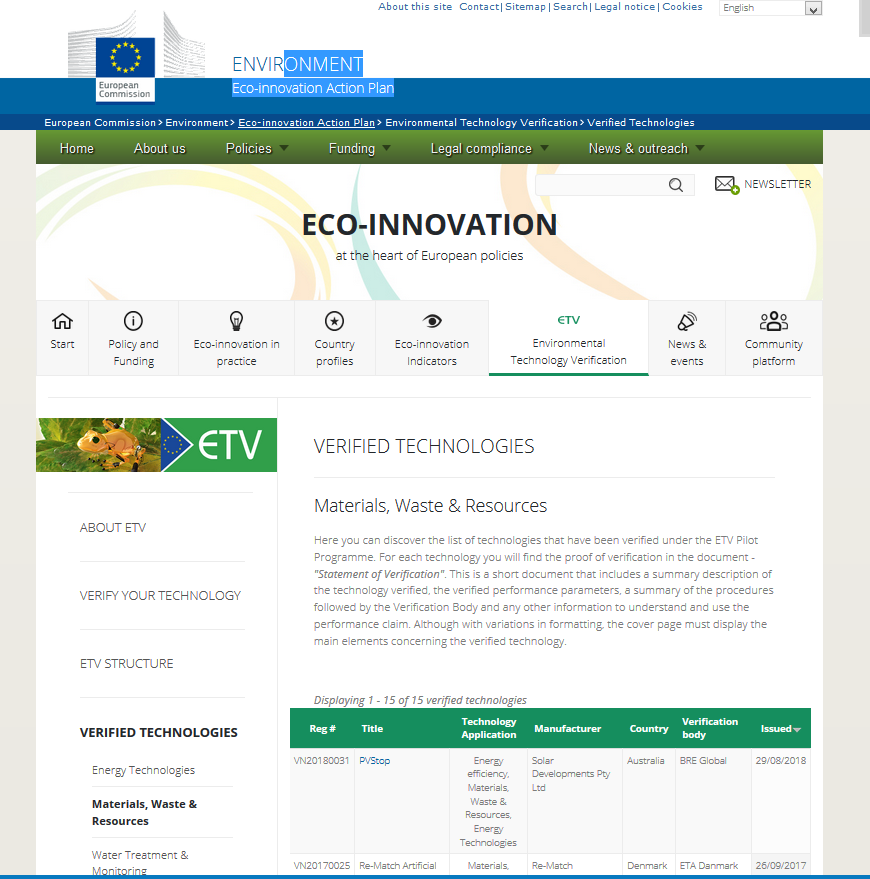 About this site Contact| Sitemap| Search| Legal notice| Cookies English
ENVIRONMENT
Eco-innovation Action Plan
European
Commission
European Commission > Environment > Eco-innovation Action Plan > Environmental Technology Verification > Verified Technologies
Home About us Policies Funding Legal compliance News & outreach
NEWSLETTER
ECO-INNOVATION
at the heart of European policies
Start
Policy and
Funding
Eco-innovation in
practice
Country
profiles
Eco-innovation
Indicators
ETV
Environmental
Technology Verification
News &
events
Community
platform
ETV
ABOUT ETV
VERIFY YOUR TECHNOLOGY
ETV STRUCTURE
VERIFIED TECHNOLOGIES
Energy Technologies
Materials, Waste &
Resources
Water Treatment &
Monitoring
VERIFIED TECHNOLOGIES
Materials, Waste & Resources
Here you can discover the list of technologies that have been verified under the ETV Pilot
Programme. For each technology you will find the proof of verification in the document -
"Statement of Verification". This is a short document that includes a summary description of
the technology verified, the verified performance parameters, a summary of the procedures
followed by the Verification Body and any other information to understand and use the
performance claim. Although with variations in formatting, the cover page must display the
main elements concerning the verified technology.
Displaying 1 - 15 of 15 verified technologies
Reg # Title Technology Application Manufacturer Country Verification body Issued
VN20180031 PVStop Energy efficiency, Materials, Waste & Resources, Energy Technologies Solar Developments Pty Ltd Australia BRE Global 29/08/2018
VN20170025 Re-Match Artificial Materials, Re-Match Denmark ETA Danmark 26/09/2017